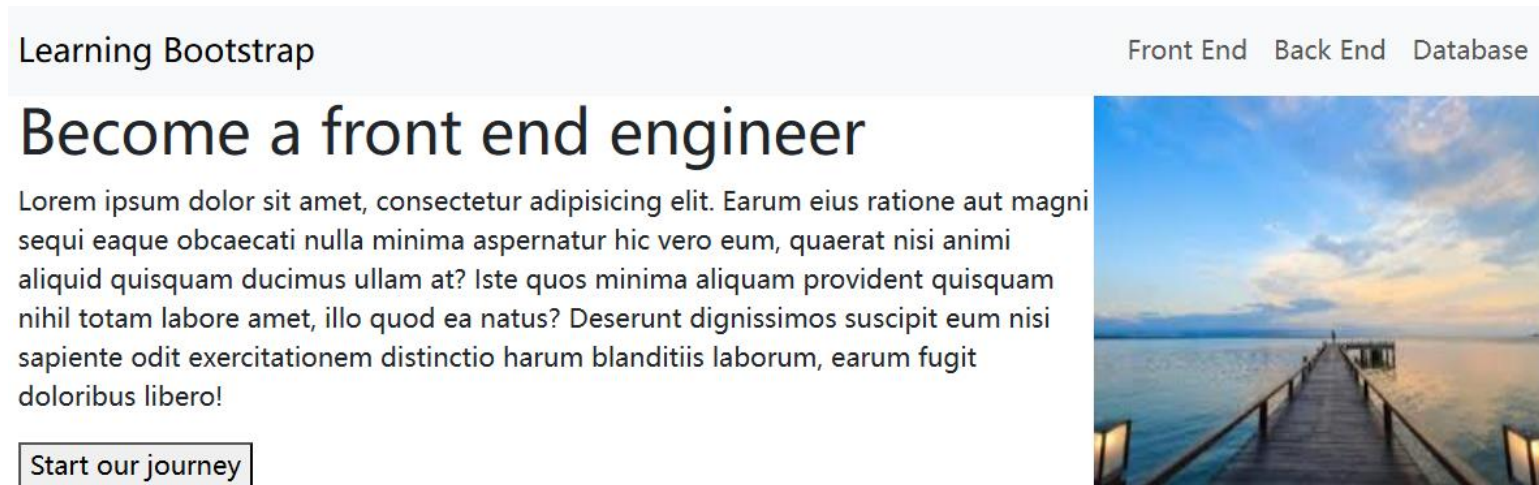 Learning Bootstrap
Front End Back End Database
Become a front end engineer
Lorem ipsum dolor sit amet, consectetur adipisicing elit. Earum eius ratione aut magni
sequi eaque obcaecati nulla minima aspernatur hic vero eum, quaerat nisi animi
aliquid quisquam ducimus ullam at? Iste quos minima aliquam provident quisquam
nihil totam labore amet, illo quod ea natus? Deserunt dignissimos suscipit eum nisi
sapiente odit exercitationem distinctio harum blanditiis laborum, earum fugit
doloribus libero!
Start our journey